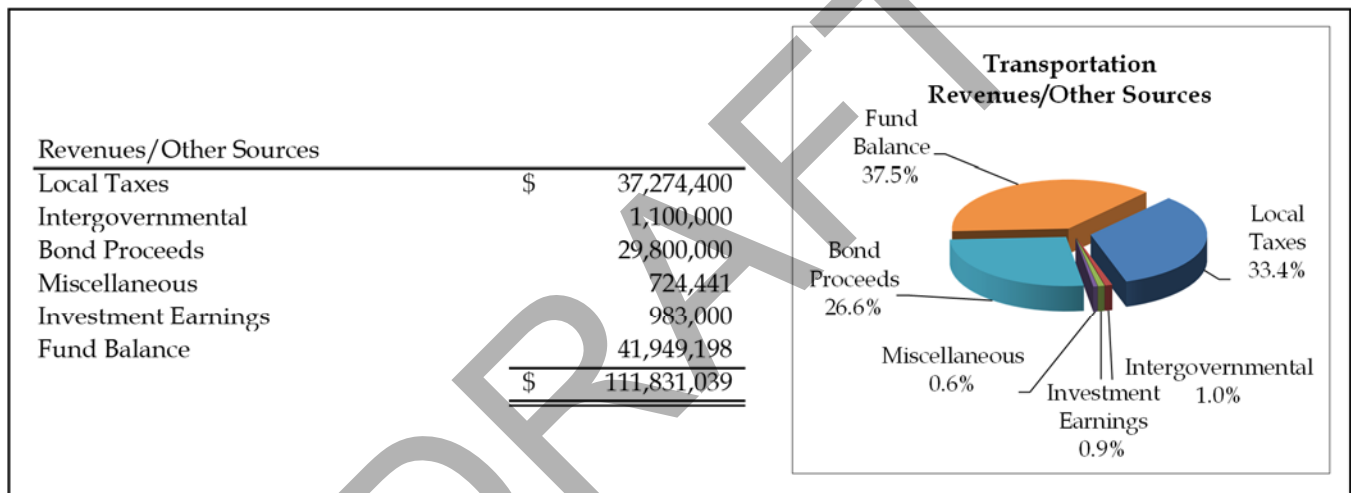 Revenues/Other Sources
Local Taxes $ 37,274,400
Intergovernmental 1,100,000
Bond Proceeds 29,800,000
Miscellaneous 724,441
Investment Earnings 983,000
Fund Balance 41,949,198
$ 111,831,039
Transportation
Revenues/Other Sources
Fund
Balance
37.5%
Local
Taxes
33.4%
Bond
Proceeds
26.6%
Miscellaneous
0.6%
Investment
Earnings
0.9%
Intergovernmental
1.0%
DRAFT